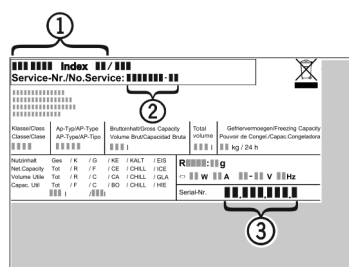 1
Index /
Service-Nr./No.Service: -
2
Klasse/Class Ap-Typ/AP-Type Bruttoinhalt/Gross Capacity Total Gefriervermoegen/Freezing Capacity
Classe/Clase AP-Type/AP-Tipo Volume Brut/Capacidad Bruta volume Pouvoir de Congel./Capac.Congeladora
l l kg / 24 h
Nutzinhalt Ges / K / G / KE / KALT / EIS
Net Capacity Tot / R / F / CE / CHILL / ICE
Volume Utile Tot / R / C / CA / CHILL / GLA
Capac. Util Tot / F / C / BO / CHILL / HIE
l / l
R : g
W A - V Hz
Serial-Nr. . . .
3